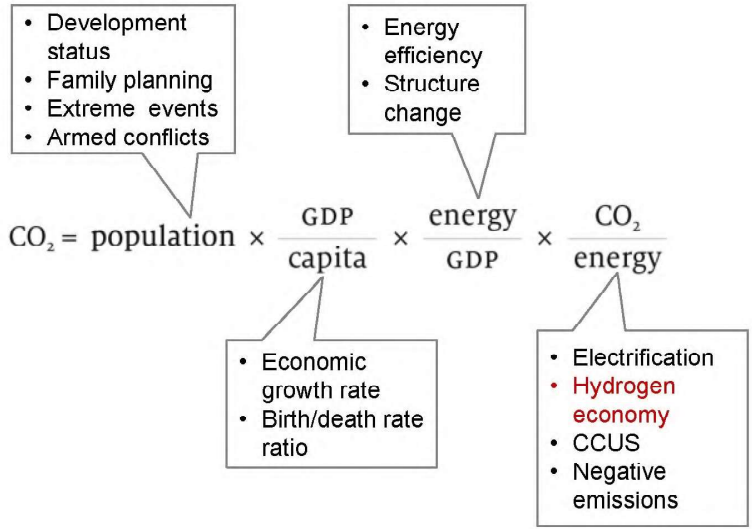 • Development
status
• Family planning
• Extreme events
• Armed conflicts
• Energy
efficiency
• Structure
change
CO₂ = population × GDP/capita × energy/GDP × CO₂/energy
• Economic
growth rate
• Birth/death rate
ratio
• Electrification
• Hydrogen
economy
• CCUS
• Negative
emissions